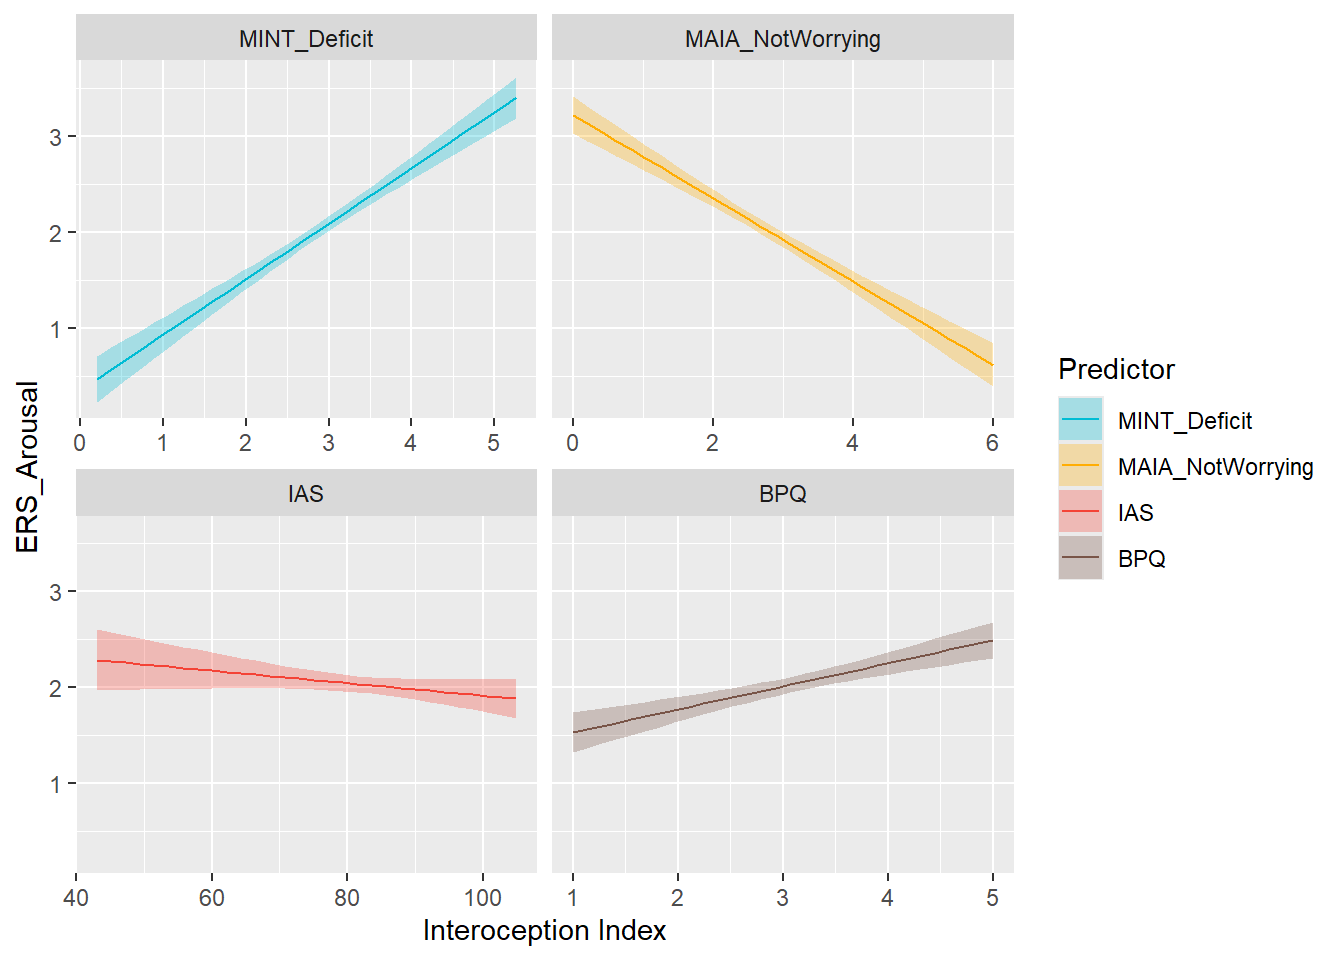 MINT_Deficit
MAIA_NotWorrying
3
2
1
0 1 2 3 4 5
0 2 4 6
ERS_Arousal
IAS
BPQ
3
2
1
40 60 80 100
1 2 3 4 5
Interoception Index
Predictor
MINT_Deficit
MAIA_NotWorrying
IAS
BPQ